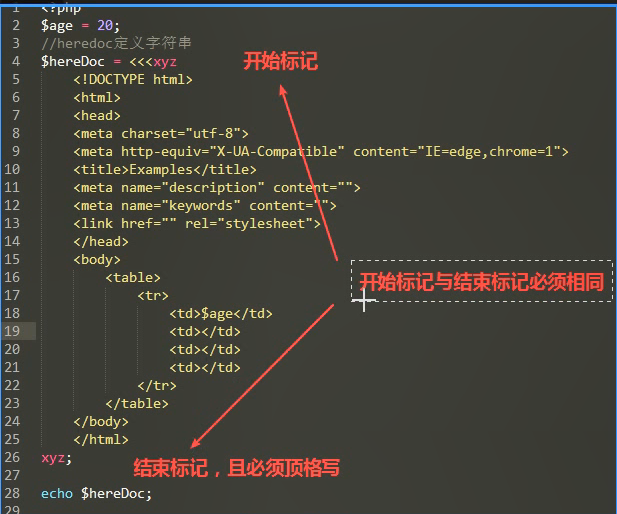 1 <?php
2 $age = 20;
3 //heredoc定义字符串
4 $hereDoc = <<<xyz
开始标记
5 <!DOCTYPE html>
6 <html>
7 <head>
8 <meta charset="utf-8">
9 <meta http-equiv="X-UA-Compatible" content="IE=edge,chrome=1">
10 <title>Examples</title>
11 <meta name="description" content="">
12 <meta name="keywords" content="">
13 <link href="" rel="stylesheet">
14 </head>
15 <body>
16 <table>
开始标记与结束标记必须相同
17 <tr>
18 <td>$age</td>
19 <td></td>
20 <td></td>
21 <td></td>
22 </tr>
23 </table>
24 </body>
25 </html>
26 xyz;
结束标记，且必须顶格写
27
28 echo $hereDoc;
29